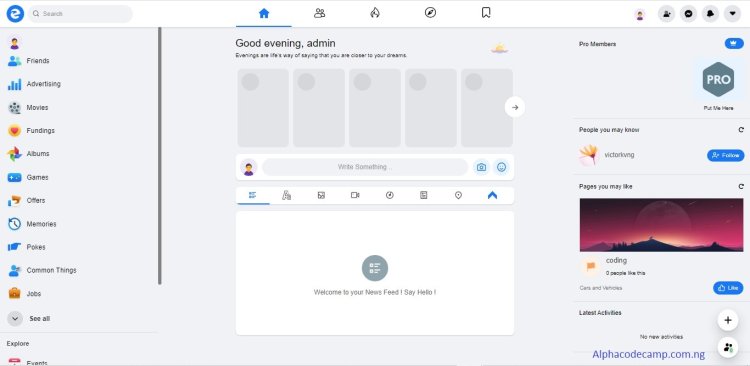 Search
Friends
Advertising
Movies
Fundings
Albums
Games
Offers
Memories
Pokes
Common Things
Jobs
See all
Explore
Events
Good evening, admin
Evenings are life's way of saying that you are closer to your dreams.
Write Something ..
Welcome to your News Feed ! Say Hello !
Pro Members
PRO
Put Me Here
People you may know
victorkvng
Follow
Pages you may like
coding
0 people like this
Cars and Vehicles
Like
Latest Activities
No new activities
Alphacodecamp.com.ng